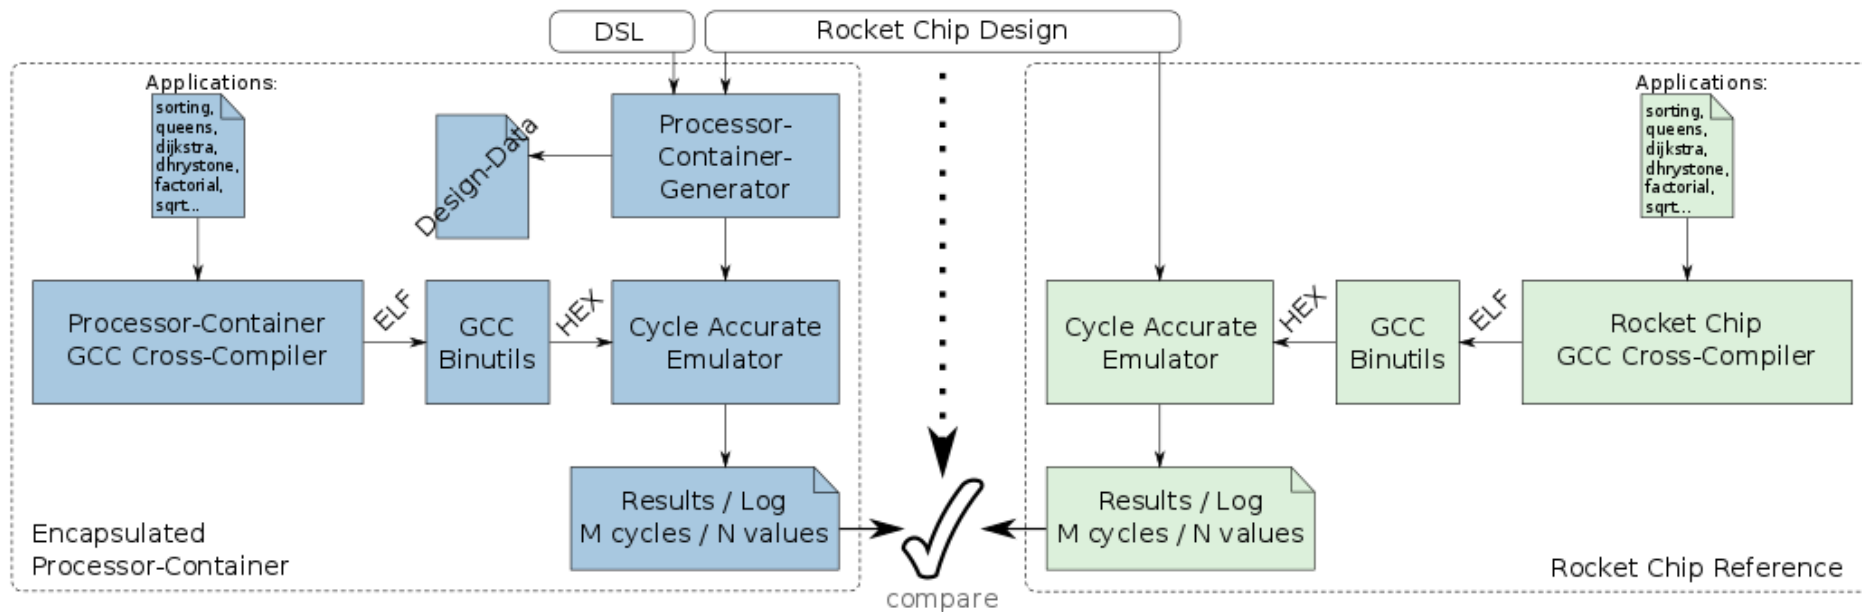 DSL
Rocket Chip Design
Applications:
sorting,
queens,
dijkstra,
dhrystone,
factorial,
sqrt...
Design-Data
Processor-
Container-
Generator
Processor-Container
GCC Cross-Compiler
ELF
GCC
Binutils
HEX
Cycle Accurate
Emulator
Results / Log
M cycles / N values
Encapsulated
Processor-Container
compare
Applications:
sorting,
queens,
dijkstra,
dhrystone,
factorial,
sqrt...
Cycle Accurate
Emulator
HEX
GCC
Binutils
ELF
Rocket Chip
GCC Cross-Compiler
Results / Log
M cycles / N values
Rocket Chip Reference